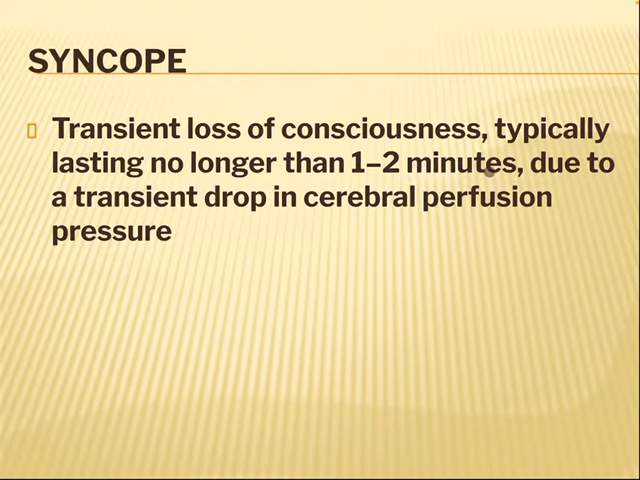 SYNCOPE
Transient loss of consciousness, typically
lasting no longer than 1–2 minutes, due to
a transient drop in cerebral perfusion
pressure